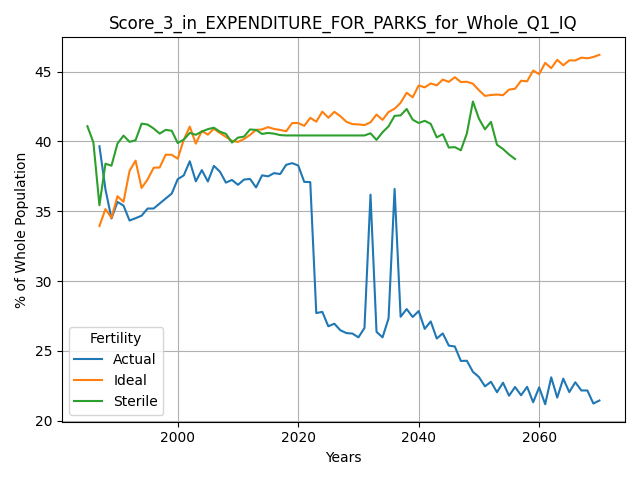 Score_3_in_EXPENDITURE_FOR_PARKS_for_Whole_Q1_IQ
% of Whole Population
45
40
35
30
25
20
Fertility
Actual
Ideal
Sterile
2000
2020
2040
2060
Years